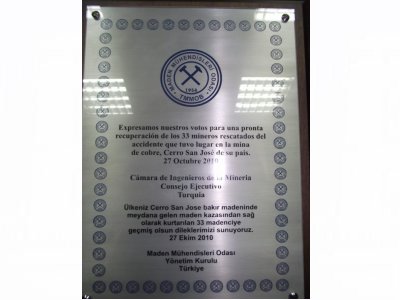 MADEN MÜHENDİSLERİ ODASI
1954
TMMOB
Expresamos nuestros votos para una pronta
recuperación de los 33 mineros rescatados del
accidente que tuvo lugar en la mina
de cobre, Cerro San José de su país.
27 Octubre 2010
Cámara de Ingenieros de la Mineria
Consejo Ejecutivo
Turquia
Ülkeniz Cerro San Jose bakır madeninde
meydana gelen maden kazasından sağ
olarak kurtarılan 33 madenciye
geçmiş olsun dileklerimizi sunuyoruz.
27 Ekim 2010
Maden Mühendisleri Odası
Yönetim Kurulu
Türkiye